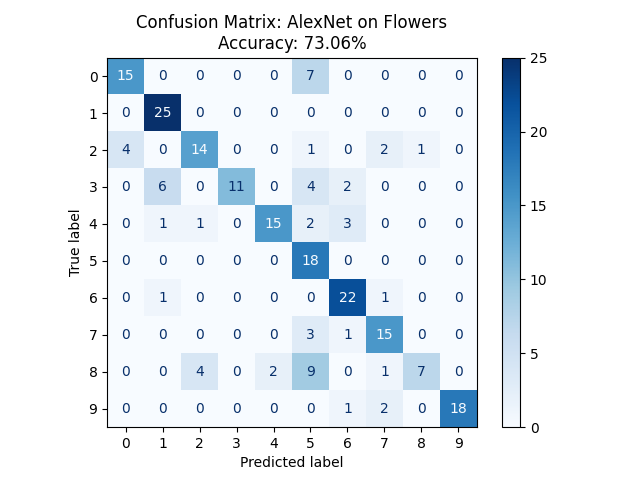 Confusion Matrix: AlexNet on Flowers
Accuracy: 73.06%
0 15 0 0 0 0 7 0 0 0 0
1 0 25 0 0 0 0 0 0 0 0
2 4 0 14 0 0 1 0 2 1 0
3 0 6 0 11 0 4 2 0 0 0
4 0 1 1 0 15 2 3 0 0 0
5 0 0 0 0 0 18 0 0 0 0
6 0 1 0 0 0 0 22 1 0 0
7 0 0 0 0 0 3 1 15 0 0
8 0 0 4 0 2 9 0 1 7 0
9 0 0 0 0 0 0 1 2 0 18
0 1 2 3 4 5 6 7 8 9
Predicted label
True label
25
20
15
10
5
0